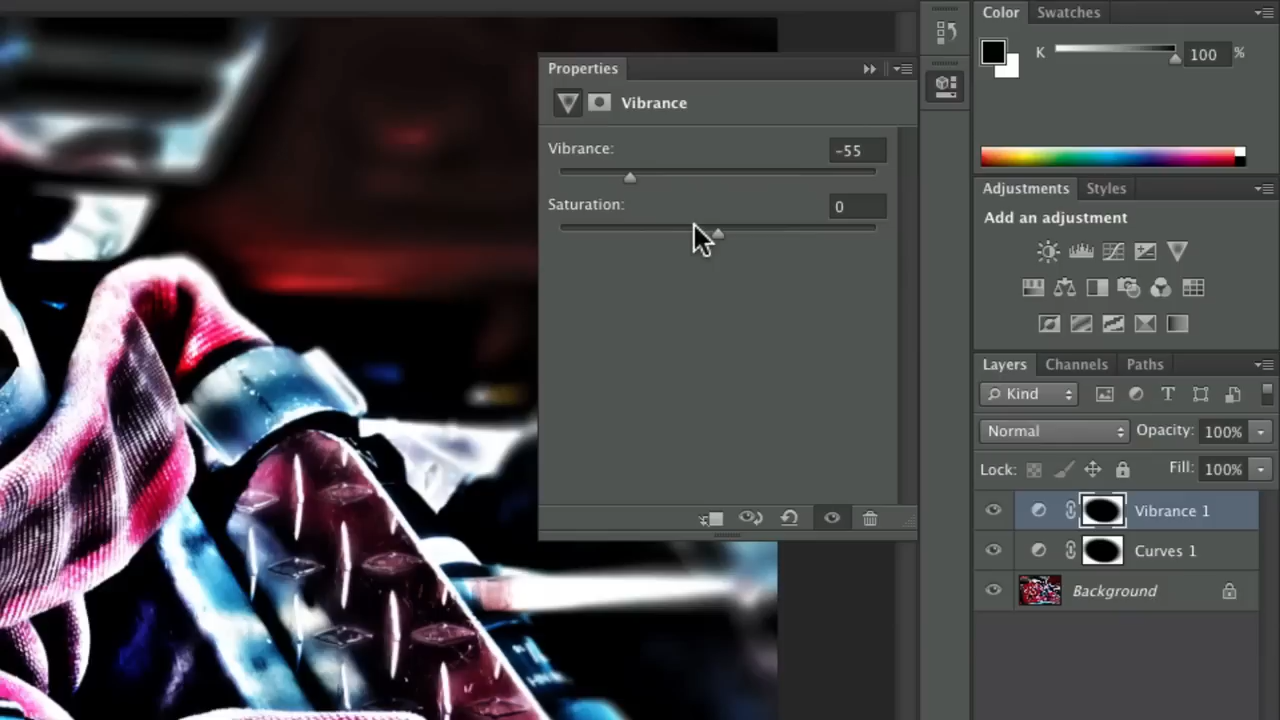 Color Swatches
K 100 %
Properties
Vibrance
Vibrance: -55
Saturation: 0
Adjustments Styles
Add an adjustment
Layers Channels Paths
Kind T
Normal Opacity: 100%
Lock: Fill: 100%
Vibrance 1
Curves 1
Background